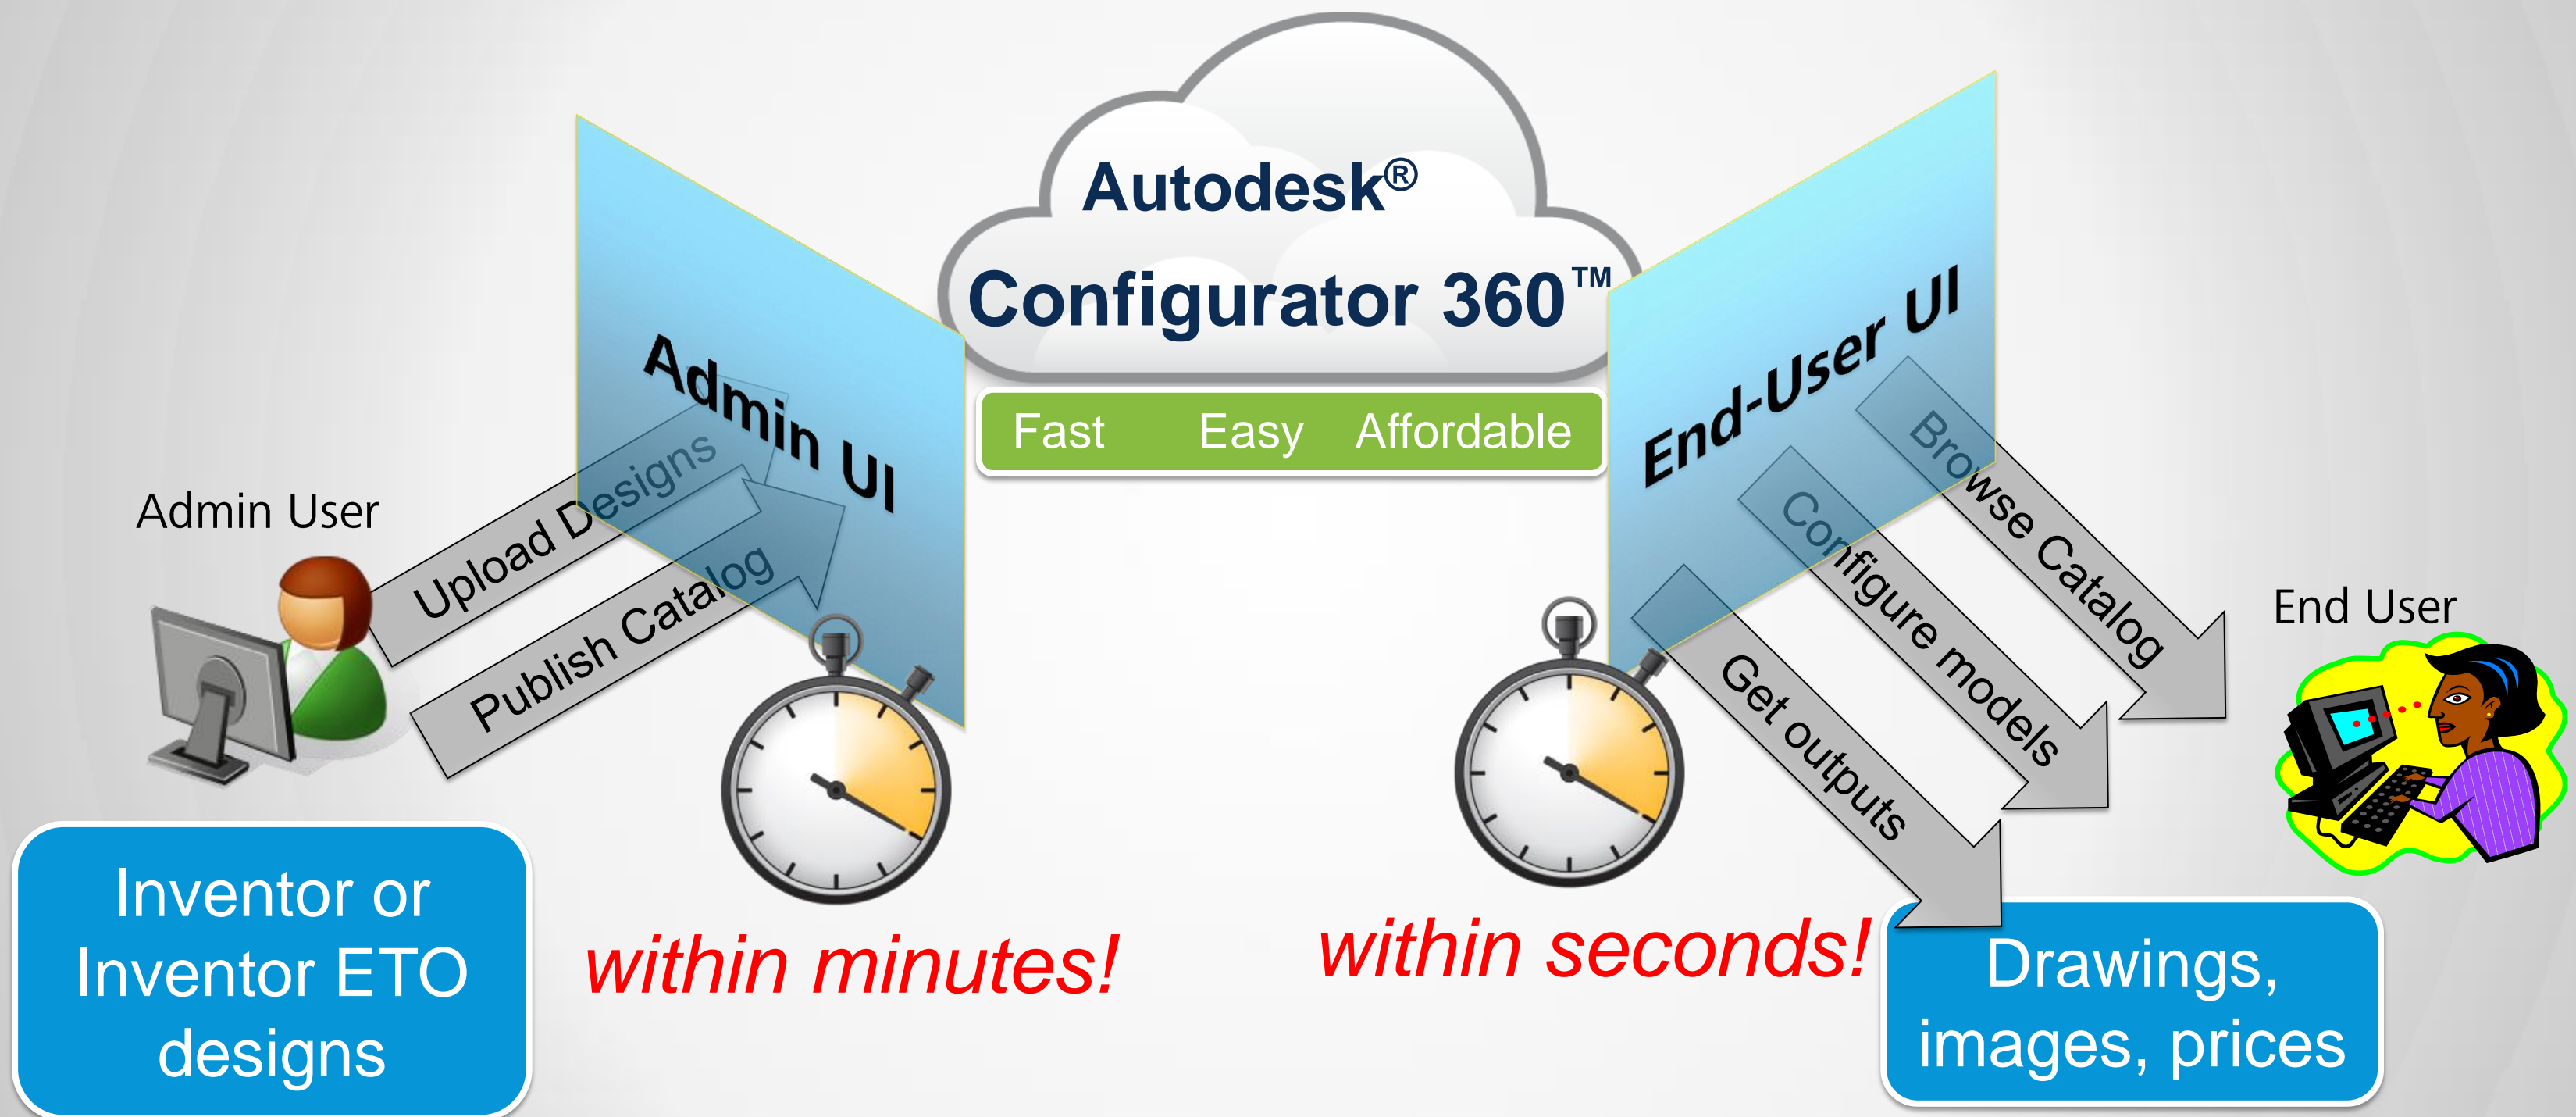 Autodesk®
Configurator 360™
Fast Easy Affordable
Admin UI
End-User UI
Admin User
Upload Designs
Publish Catalog
Browse Catalog
Configure models
Get outputs
End User
Inventor or
Inventor ETO
designs
within minutes!
within seconds!
Drawings,
images, prices